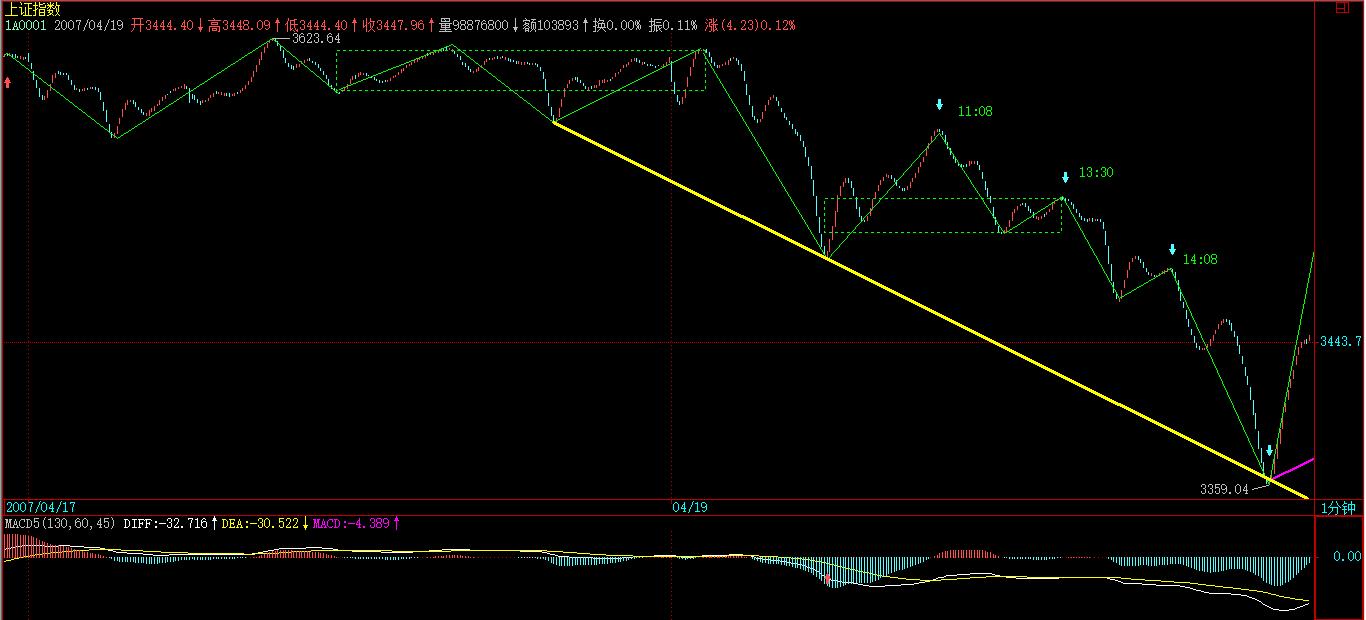 上证指数
1A0001 2007/04/19 开3444.40↓高3448.09↑低3444.40↑收3447.96↑量98876800↓额103893↑换0.00% 振0.11% 涨(4.23)0.12%
3623.64
11:08
13:30
14:08
3443.7
3359.04
2007/04/17 04/19 1分钟
MACD5(130,60,45) DIFF:-32.716↑DEA:-30.522↓MACD:-4.389↑
0.00